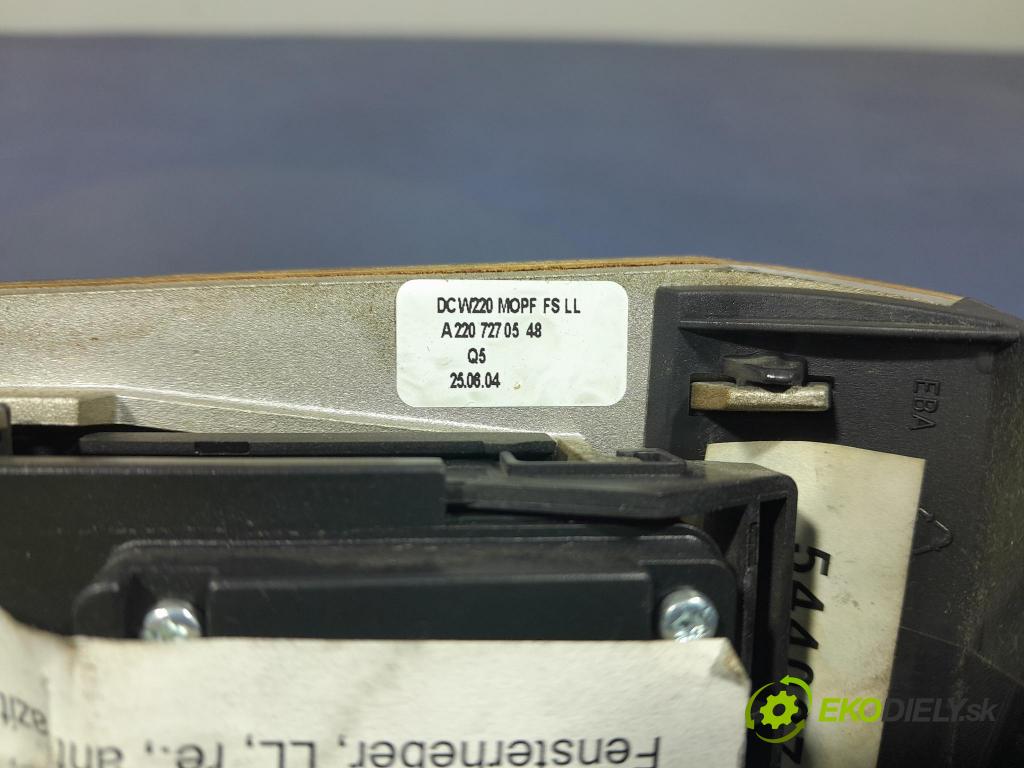 DC W220 MOPF FS LL
A 220 727 05 48
Q5
25.06.04
EBA
Fensterheber, LL, re., ant
EKODIELY.sk